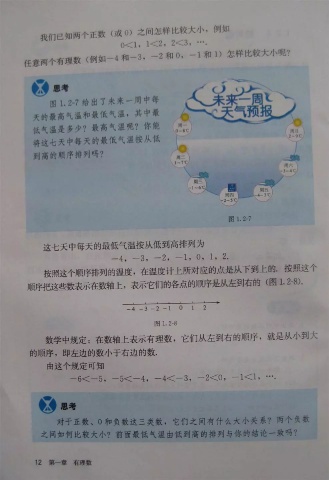 我们已知两个正数（或0）之间怎样比较大小，例如
0<1，1<2，2<3，…．
任意两个有理数（例如-4和-3，-2和0，-1和1）怎样比较大小呢？
思考
图1.2-7给出了未来一周中每
天的最高气温和最低气温，其中最
低气温是多少？最高气温呢？你能
将这七天中每天的最低气温按从低
到高的顺序排列吗？
未来一周
天气预报
图1.2-7
这七天中每天的最低气温按从低到高排列为
-4，-3，-2，-1，0，1，2．
按照这个顺序排列的温度，在温度计上所对应的点是从下到上的．按照这个
顺序把这些数表示在数轴上，表示它们的各点的顺序是从左到右的（图1.2-8）．
-4 -3 -2 -1 0 1 2
图1.2-8
数学中规定：在数轴上表示有理数，它们从左到右的顺序，就是从小到大
的顺序，即左边的数小于右边的数．
由这个规定可知
-6<-5，-5<-4，-4<-3，-2<0，-1<1，…．
思考
对于正数、0和负数这三类数，它们之间有什么大小关系？两个负数
之间如何比较大小？前面最低气温由低到高的排列与你的结论一致吗？
12 第一章 有理数